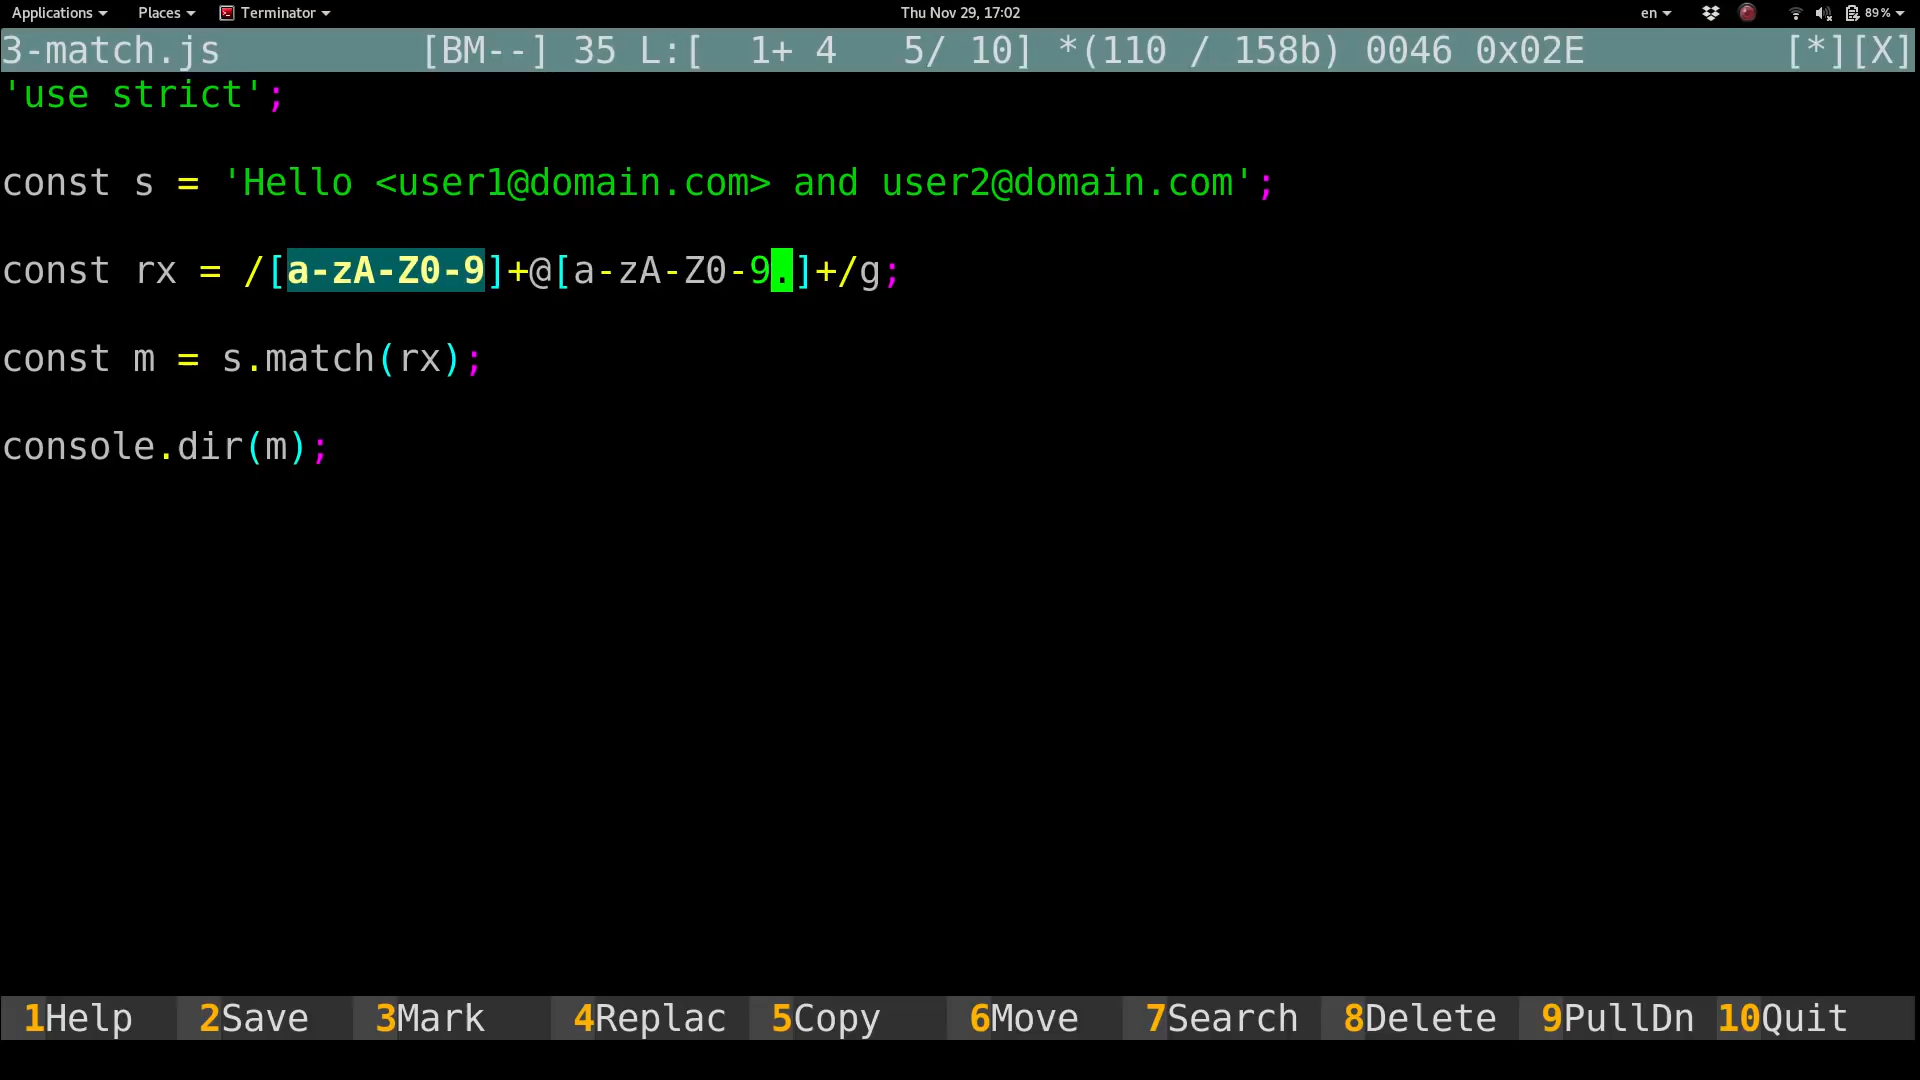 Applications Places Terminator Thu Nov 29, 17:02 en 89%
3-match.js [BM--] 35 L:[ 1+ 4 5/ 10] *(110 / 158b) 0046 0x02E [*][X]
'use strict';
const s = 'Hello <user1@domain.com> and user2@domain.com';
const rx = /[a-zA-Z0-9]+@[a-zA-Z0-9.]+/g;
const m = s.match(rx);
console.dir(m);
1Help 2Save 3Mark 4Replac 5Copy 6Move 7Search 8Delete 9PullDn 10Quit